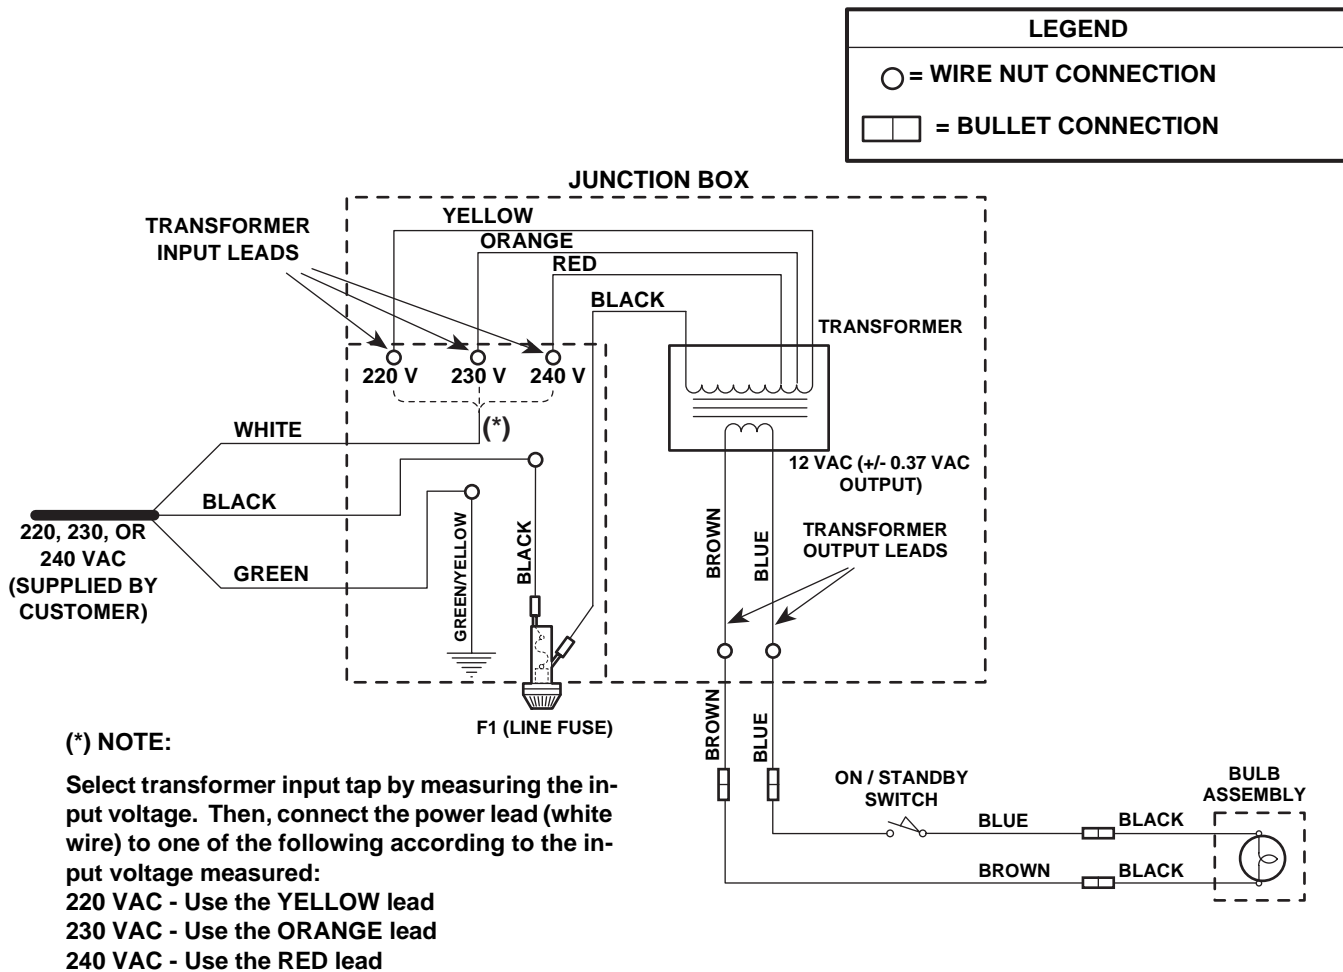 LEGEND
= WIRE NUT CONNECTION
= BULLET CONNECTION
JUNCTION BOX
TRANSFORMER
INPUT LEADS
YELLOW
ORANGE
RED
BLACK
TRANSFORMER
220 V
230 V
240 V
(*)
WHITE
BLACK
GREEN
220, 230, OR
240 VAC
(SUPPLIED BY
CUSTOMER)
GREEN/YELLOW
BLACK
F1 (LINE FUSE)
12 VAC (+/- 0.37 VAC
OUTPUT)
BROWN
BLUE
TRANSFORMER
OUTPUT LEADS
BROWN
BLUE
ON / STANDBY
SWITCH
BLUE
BLACK
BROWN
BLACK
BULB
ASSEMBLY
(*) NOTE:
Select transformer input tap by measuring the in-
put voltage. Then, connect the power lead (white
wire) to one of the following according to the in-
put voltage measured:
220 VAC - Use the YELLOW lead
230 VAC - Use the ORANGE lead
240 VAC - Use the RED lead